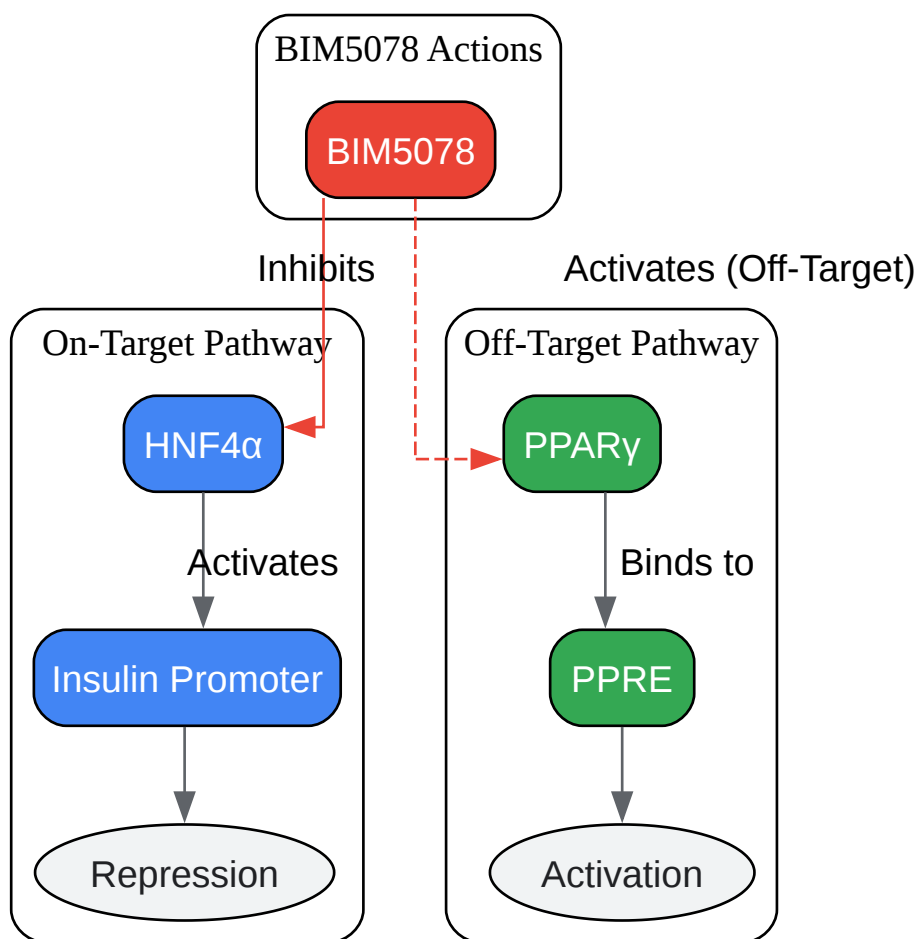 BIM5078 Actions
BIM5078
Inhibits
Activates (Off-Target)
On-Target Pathway
Off-Target Pathway
HNF4α
PPARγ
Activates
Binds to
Insulin Promoter
PPRE
Repression
Activation